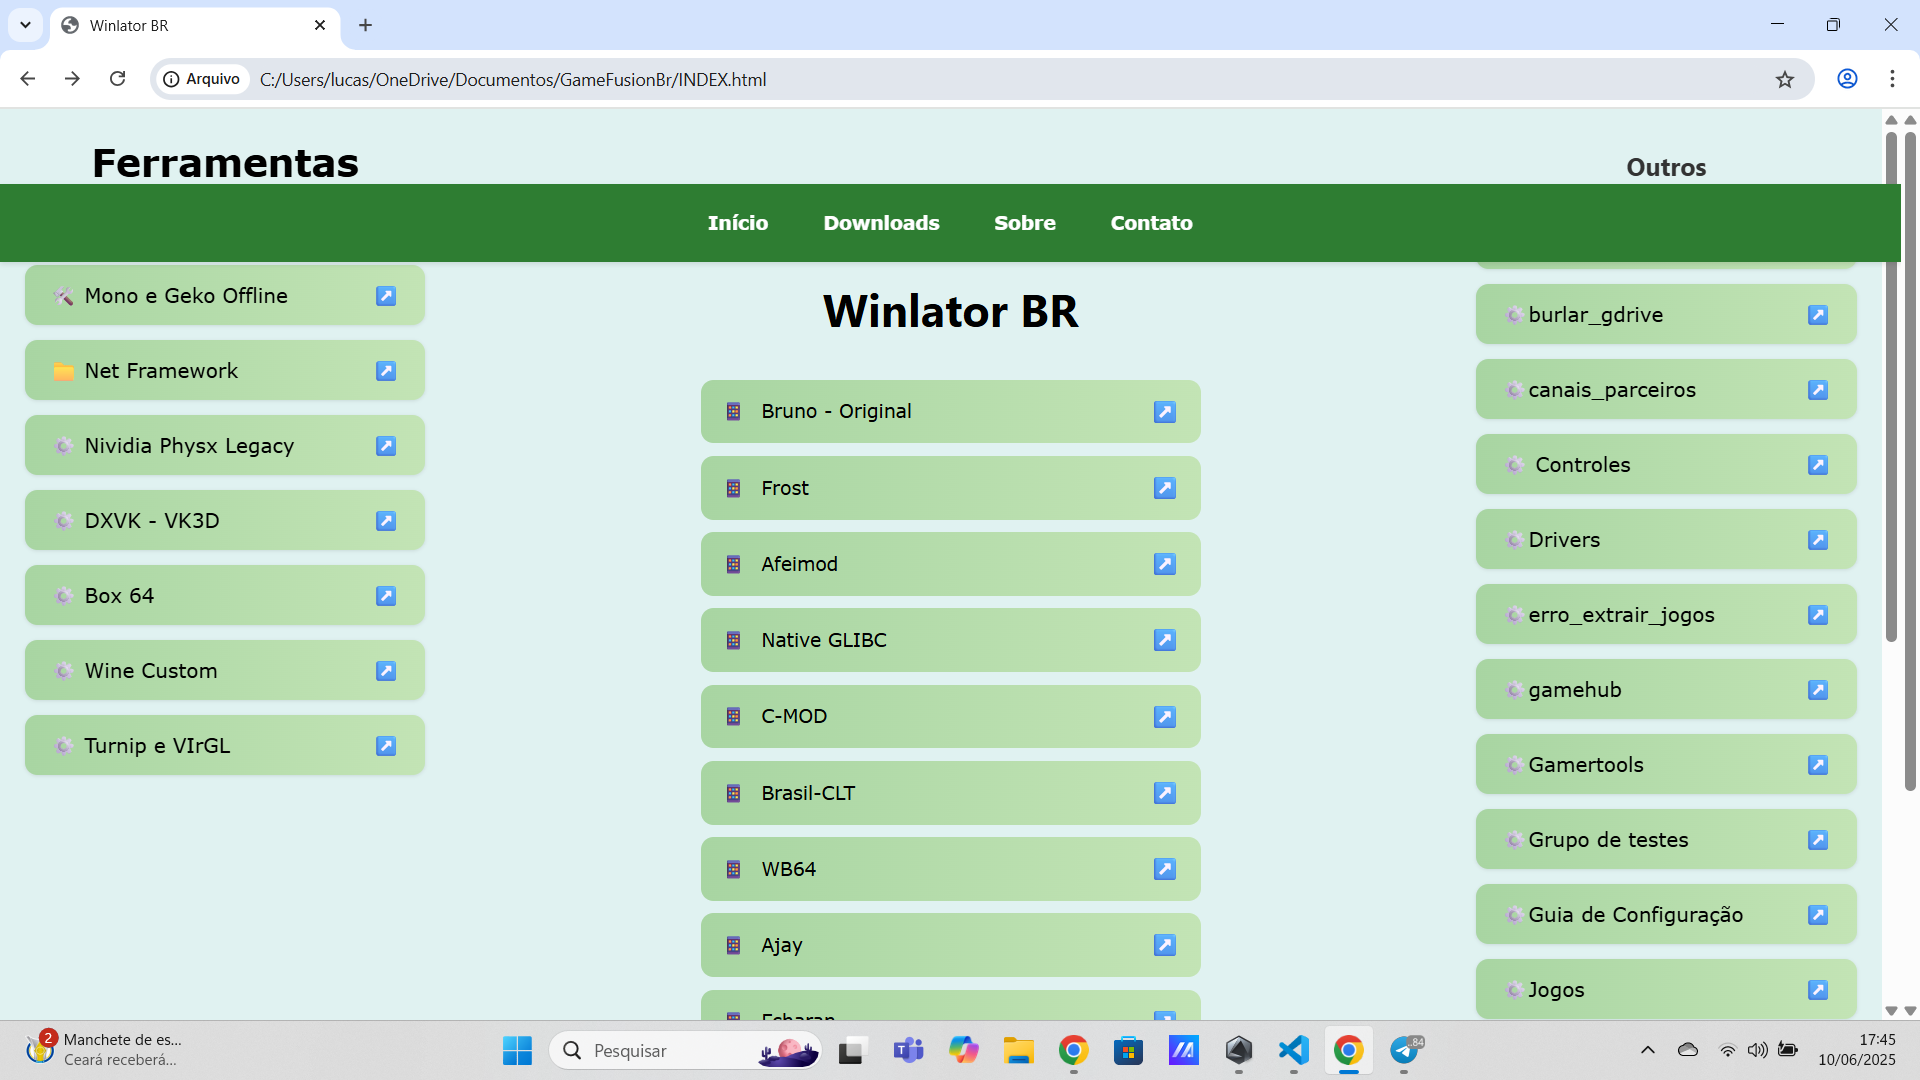 Winlator BR
Arquivo
C:/Users/lucas/OneDrive/Documentos/GameFusionBr/INDEX.html
Ferramentas
Outros
Início
Downloads
Sobre
Contato
Mono e Geko Offline
Net Framework
Nividia Physx Legacy
DXVK - VK3D
Box 64
Wine Custom
Turnip e VIrGL
Winlator BR
Bruno - Original
Frost
Afeimod
Native GLIBC
C-MOD
Brasil-CLT
WB64
Ajay
burlar_gdrive
canais_parceiros
Controles
Drivers
erro_extrair_jogos
gamehub
Gamertools
Grupo de testes
Guia de Configuração
Jogos
2
Manchete de es...
Ceará receberá...
Pesquisar
84
17:45
10/06/2025